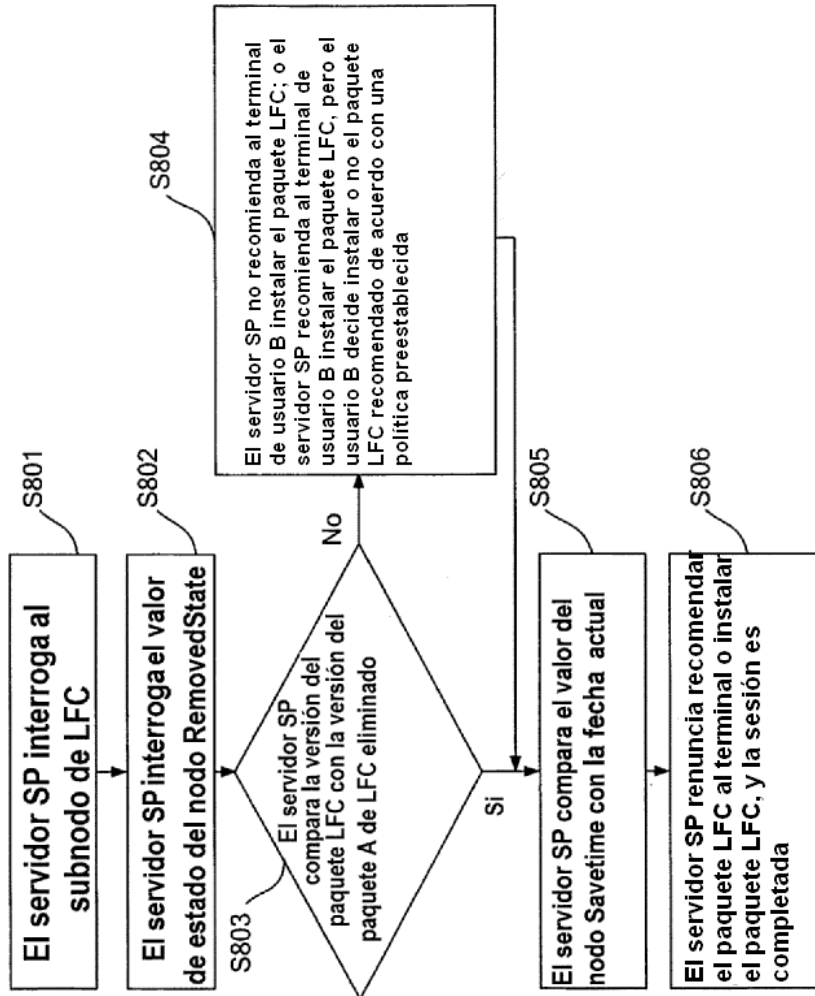 S801
El servidor SP interroga al
subnodo de LFC
S802
El servidor SP interroga el valor
de estado del nodo RemovedState
S803
El servidor SP
compara la versión del
paquete LFC con la versión del
paquete A de LFC eliminado
No
Si
S804
El servidor SP no recomienda al terminal
de usuario B instalar el paquete LFC; o el
servidor SP recomienda al terminal de
usuario B instalar el paquete LFC, pero el
usuario B decide instalar o no el paquete
LFC recomendado de acuerdo con una
política preestablecida
S805
El servidor SP compara el valor del
nodo Savetime con la fecha actual
S806
El servidor SP renuncia recomendar
el paquete LFC al terminal o instalar
el paquete LFC, y la sesión es
completada